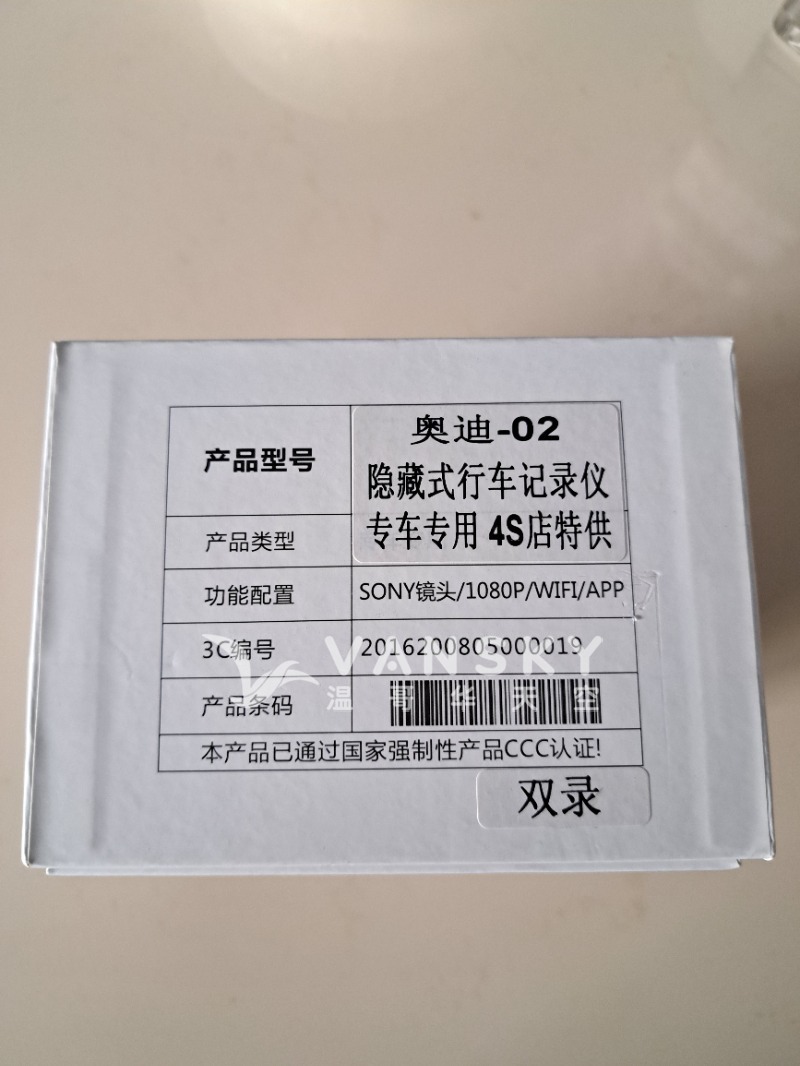 产品型号
奥迪-02
隐藏式行车记录仪
产品类型
专车专用 4S店特供
功能配置
SONY镜头/1080P/WIFI/APP
3C编号
2016200805000019
VANSKY
温哥华天空
产品条码
本产品已通过国家强制性产品CCC认证!
双录